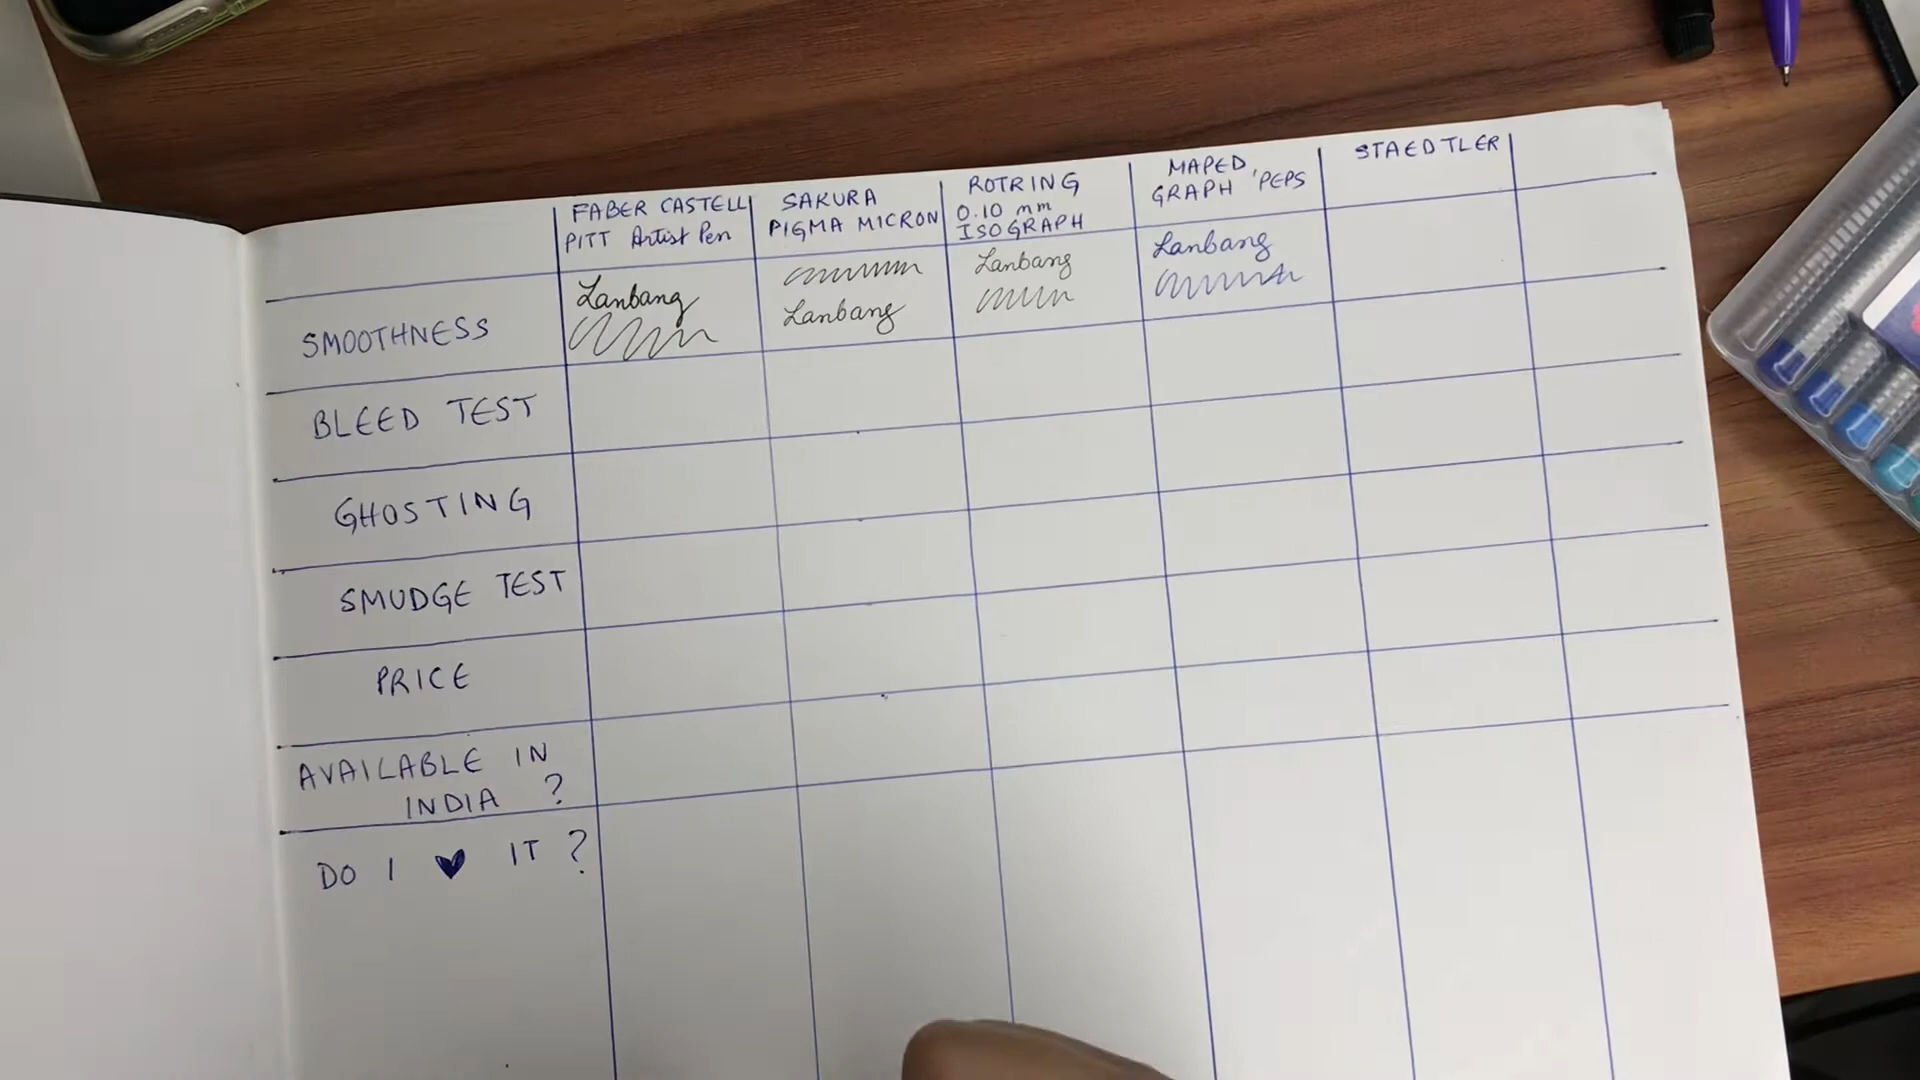 FABER CASTELL
PITT Artist Pen
SAKURA
PIGMA MICRON
ROTRING
0.10 mm
ISOGRAPH
MAPED
GRAPH 'PEPS
STAEDTLER
SMOOTHNESS
Lanbang
Lanbang
Lanbang
Lanbang
BLEED TEST
GHOSTING
SMUDGE TEST
PRICE
AVAILABLE IN
INDIA ?
DO I ♥ IT ?